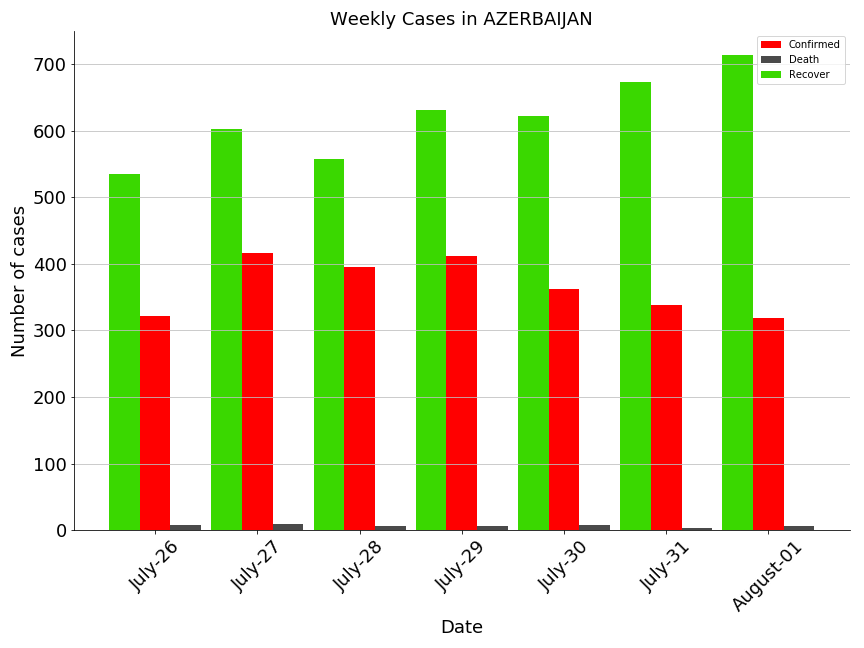 Weekly Cases in AZERBAIJAN
Confirmed
Death
Recover
Number of cases
700
600
500
400
300
200
100
0
July-26
July-27
July-28
July-29
July-30
July-31
August-01
Date